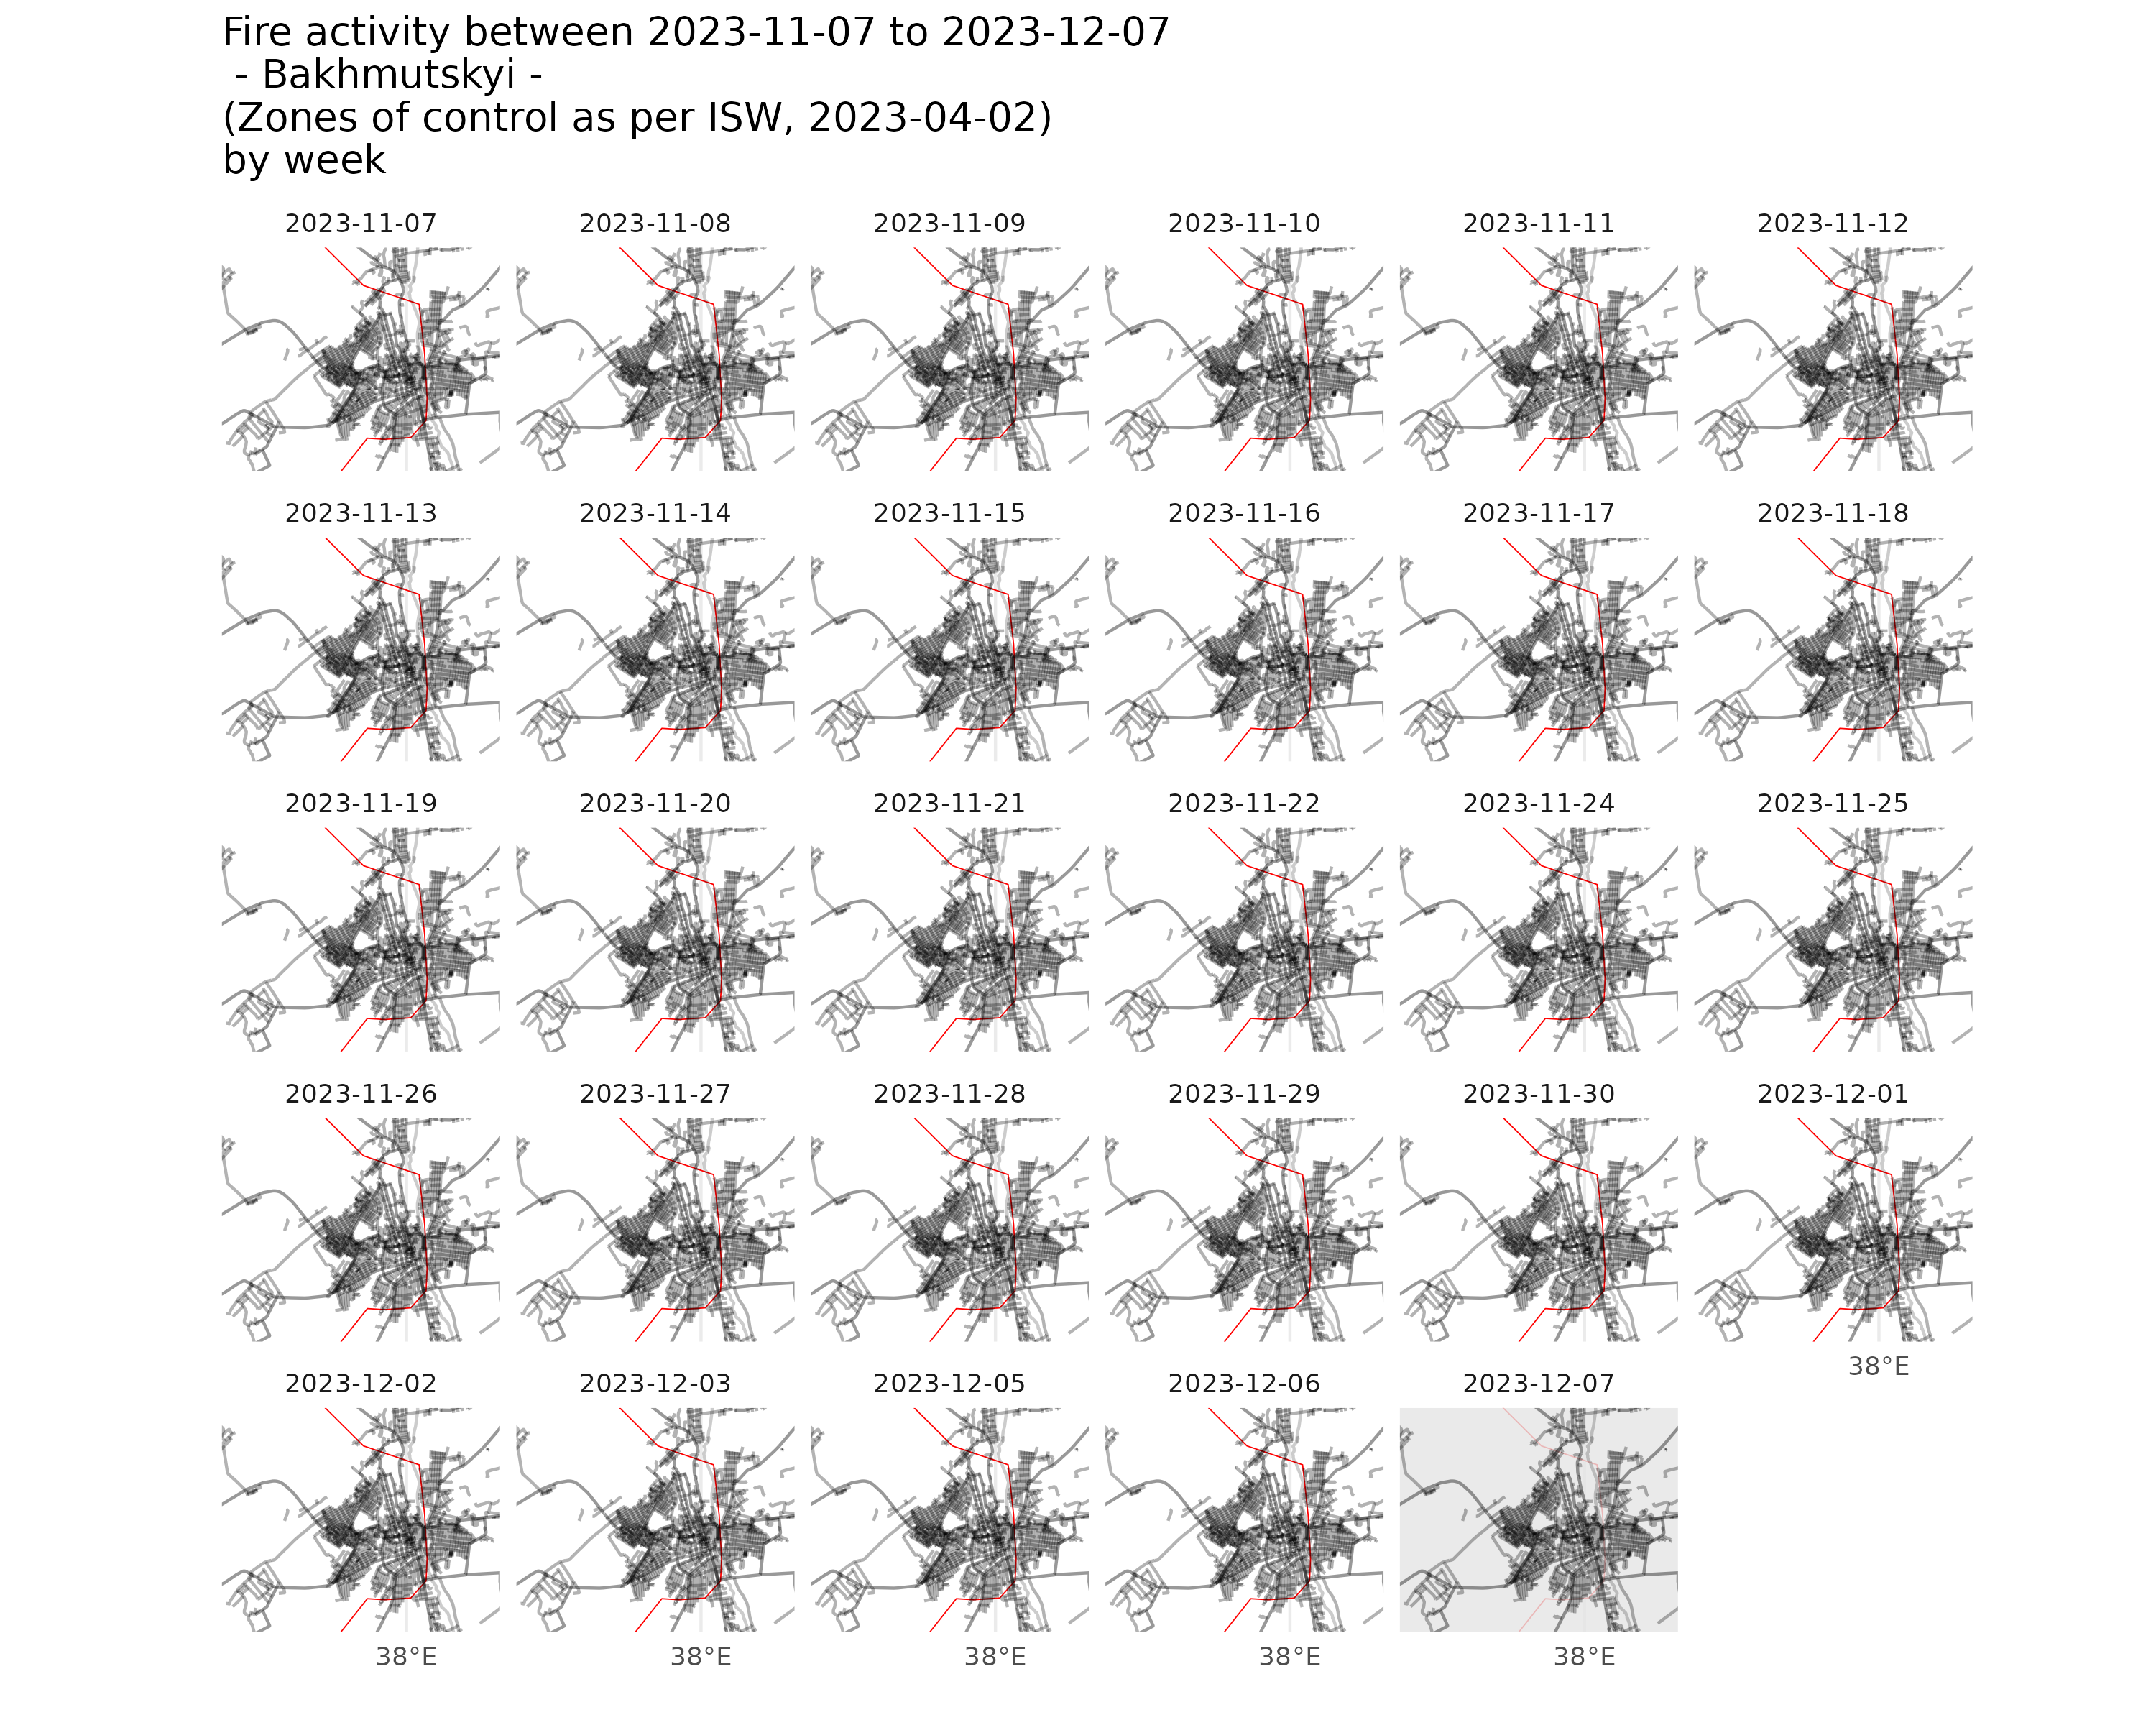 Fire activity between 2023-11-07 to 2023-12-07
- Bakhmutskyi -
(Zones of control as per ISW, 2023-04-02)
by week
2023-11-07 2023-11-08 2023-11-09 2023-11-10 2023-11-11 2023-11-12
2023-11-13 2023-11-14 2023-11-15 2023-11-16 2023-11-17 2023-11-18
2023-11-19 2023-11-20 2023-11-21 2023-11-22 2023-11-24 2023-11-25
2023-11-26 2023-11-27 2023-11-28 2023-11-29 2023-11-30 2023-12-01
38°E
2023-12-02 2023-12-03 2023-12-05 2023-12-06 2023-12-07
38°E 38°E 38°E 38°E 38°E